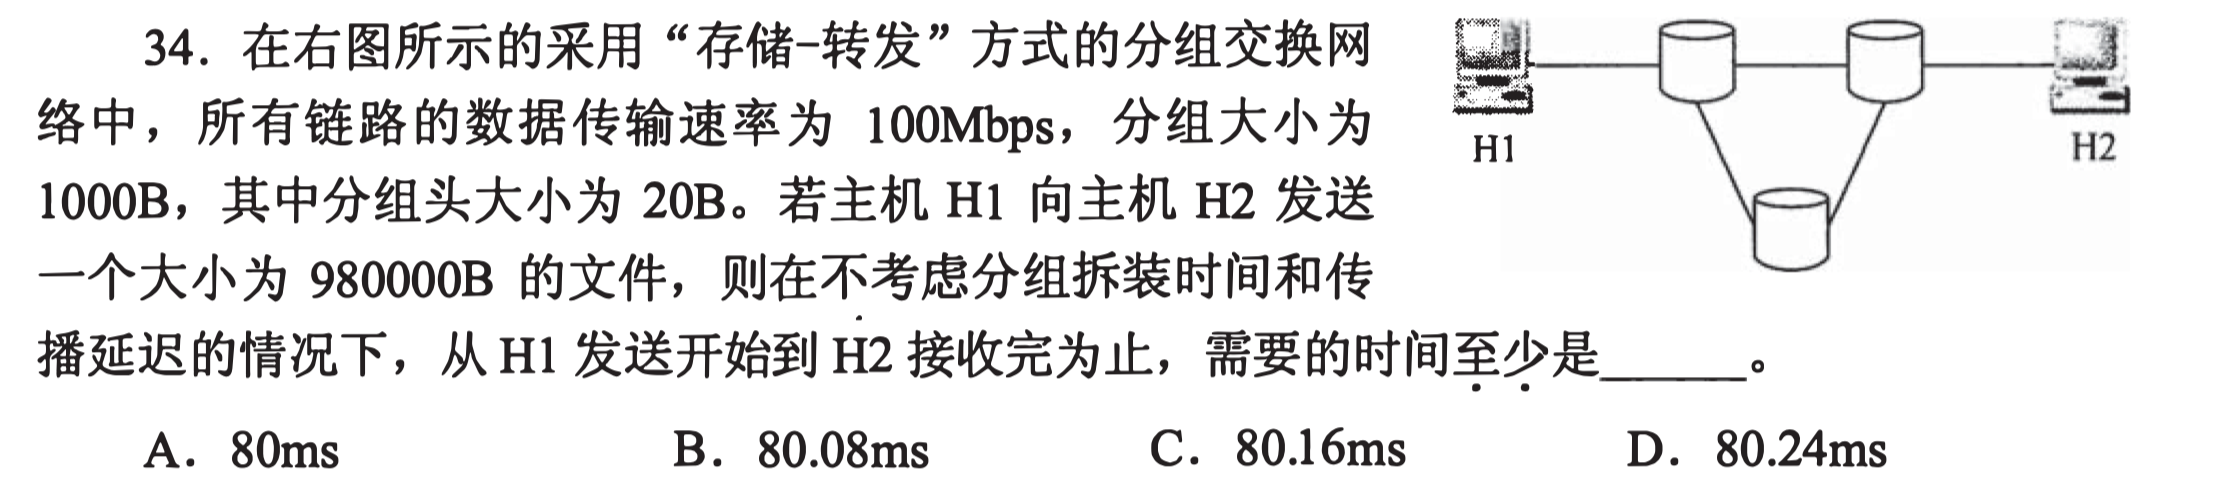 34. 在右图所示的采用“存储-转发”方式的分组交换网
络中，所有链路的数据传输速率为 100Mbps，分组大小为
1000B，其中分组头大小为 20B。若主机 H1 向主机 H2 发送
一个大小为 980000B 的文件，则在不考虑分组拆装时间和传
播延迟的情况下，从 H1 发送开始到 H2 接收完为止，需要的时间至少是______。
A. 80ms B. 80.08ms C. 80.16ms D. 80.24ms
H1
H2